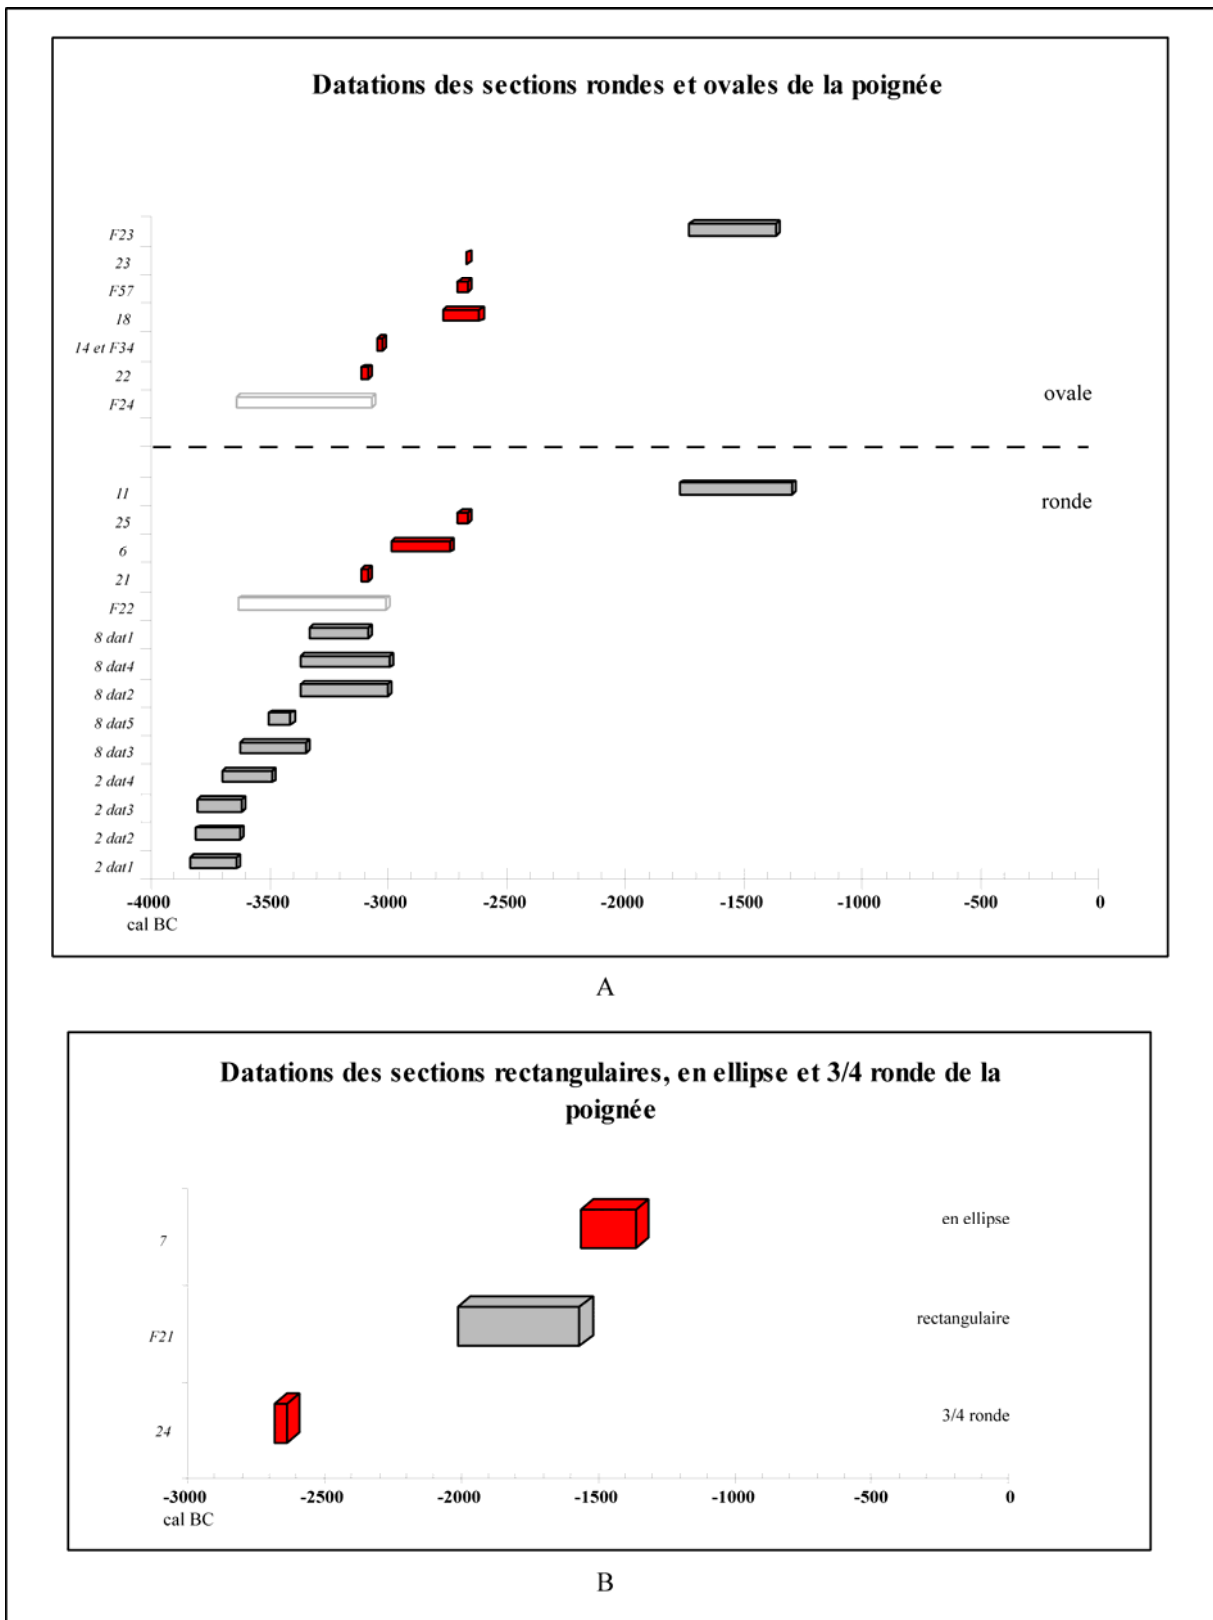 Datations des sections rondes et ovales de la poignée
F23
23
F57
18
14 et F34
22
F24
ovale
11
ronde
25
6
21
F22
8 dat1
8 dat4
8 dat2
8 dat5
8 dat3
2 dat4
2 dat3
2 dat2
2 dat1
-4000 -3500 -3000 -2500 -2000 -1500 -1000 -500 0
cal BC
A
Datations des sections rectangulaires, en ellipse et 3/4 ronde de la
poignée
7
en ellipse
F21
rectangulaire
24
3/4 ronde
-3000 -2500 -2000 -1500 -1000 -500 0
cal BC
B